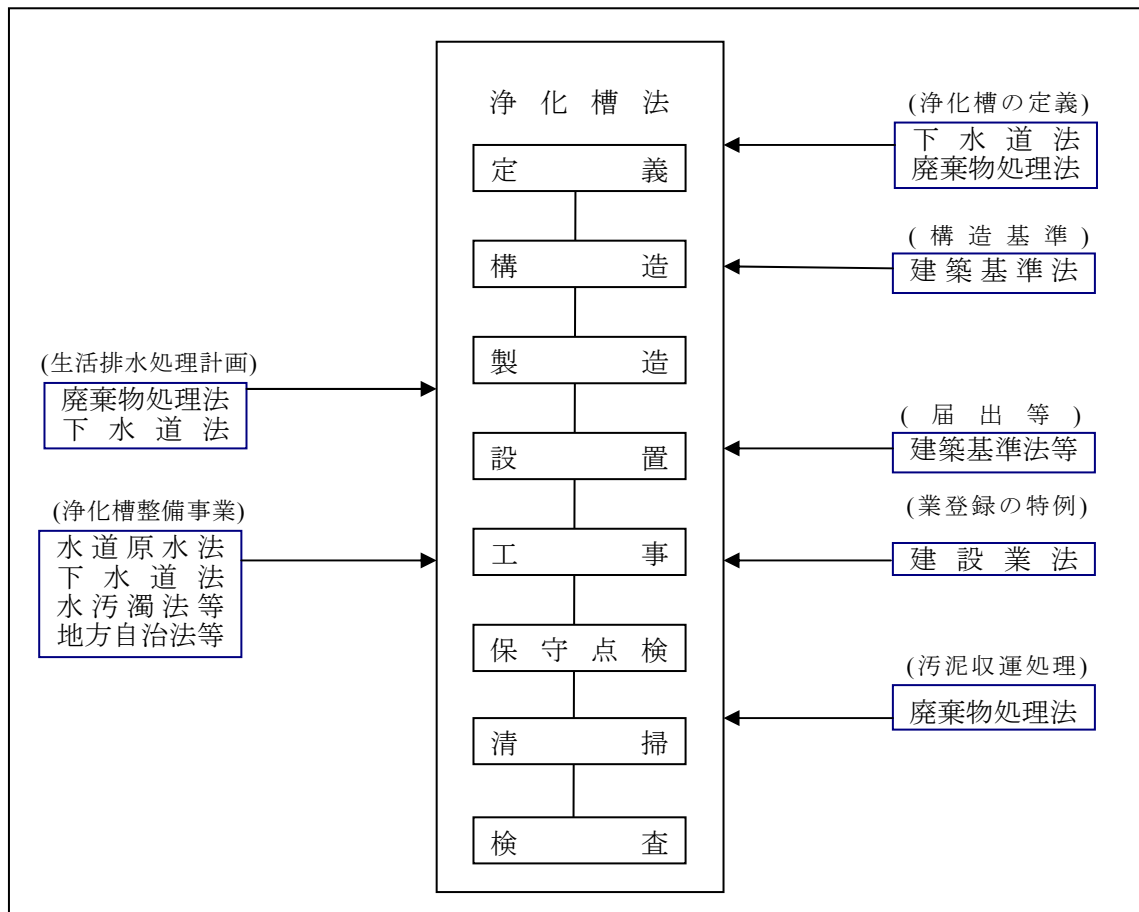 浄化槽法
定義
構造
製造
設置
工事
保守点検
清掃
検査
(生活排水処理計画)
廃棄物処理法
下水道法
(浄化槽整備事業)
水道原水法
下水道法
水汚濁法等
地方自治法等
(浄化槽の定義)
下水道法
廃棄物処理法
(構造基準)
建築基準法
(届出等)
建築基準法等
(業登録の特例)
建設業法
(汚泥収運処理)
廃棄物処理法